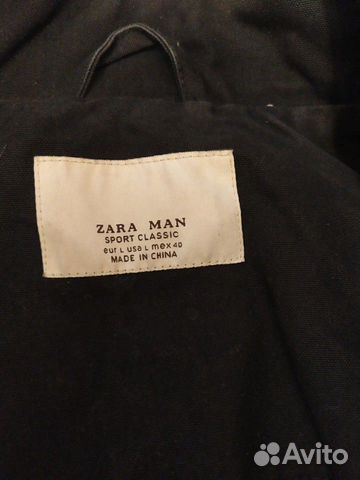 ZARA MAN
SPORT CLASSIC
eur L usa L mex 40
MADE IN CHINA
Avito